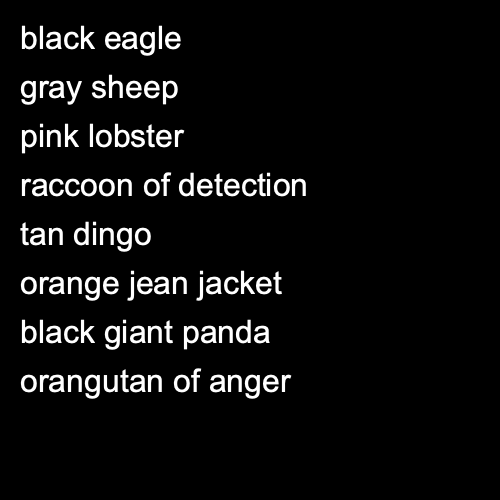 black eagle
gray sheep
pink lobster
raccoon of detection
tan dingo
orange jean jacket
black giant panda
orangutan of anger